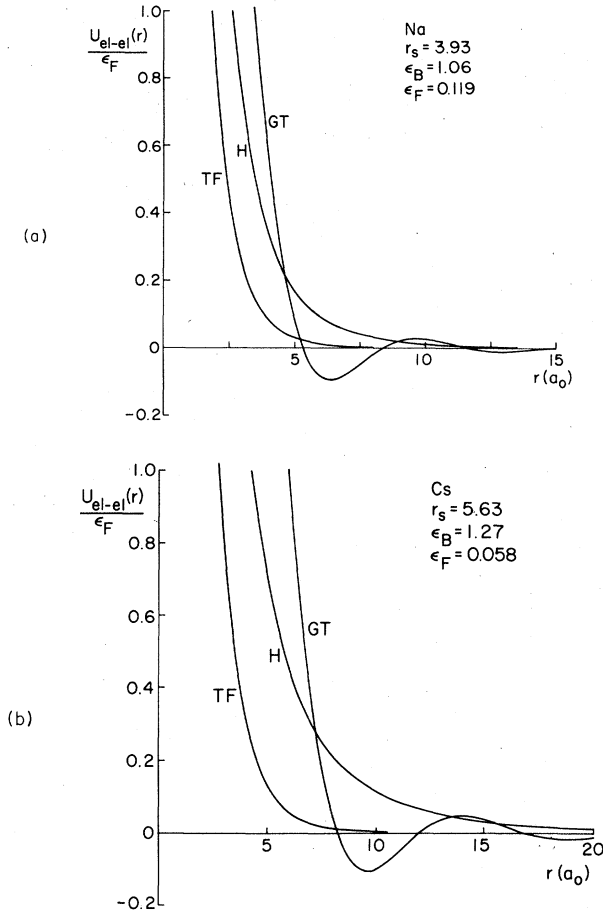 (a)
U_el-el(r)
ϵ_F
1.0
0.8
0.6
0.4
0.2
0
-0.2
Na
r_s = 3.93
ϵ_B = 1.06
ϵ_F = 0.119
GT
H
TF
5
10
15
r(a_o)
(b)
U_el-el(r)
ϵ_F
1.0
0.8
0.6
0.4
0.2
0
-0.2
Cs
r_s = 5.63
ϵ_B = 1.27
ϵ_F = 0.058
GT
H
TF
5
10
15
20
r(a_o)